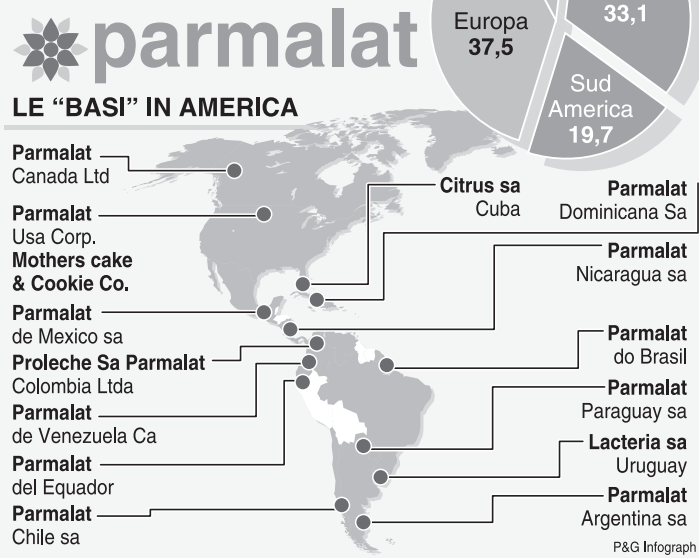 parmalat
Europa
37,5
33,1
Sud
America
19,7
LE “BASI” IN AMERICA
Parmalat
Canada Ltd
Parmalat
Usa Corp.
Mothers cake
& Cookie Co.
Parmalat
de Mexico sa
Proleche Sa Parmalat
Colombia Ltda
Parmalat
de Venezuela Ca
Parmalat
del Equador
Parmalat
Chile sa
Citrus sa
Cuba
Parmalat
Dominicana Sa
Parmalat
Nicaragua sa
Parmalat
do Brasil
Parmalat
Paraguay sa
Lacteria sa
Uruguay
Parmalat
Argentina sa
P&G Infograph